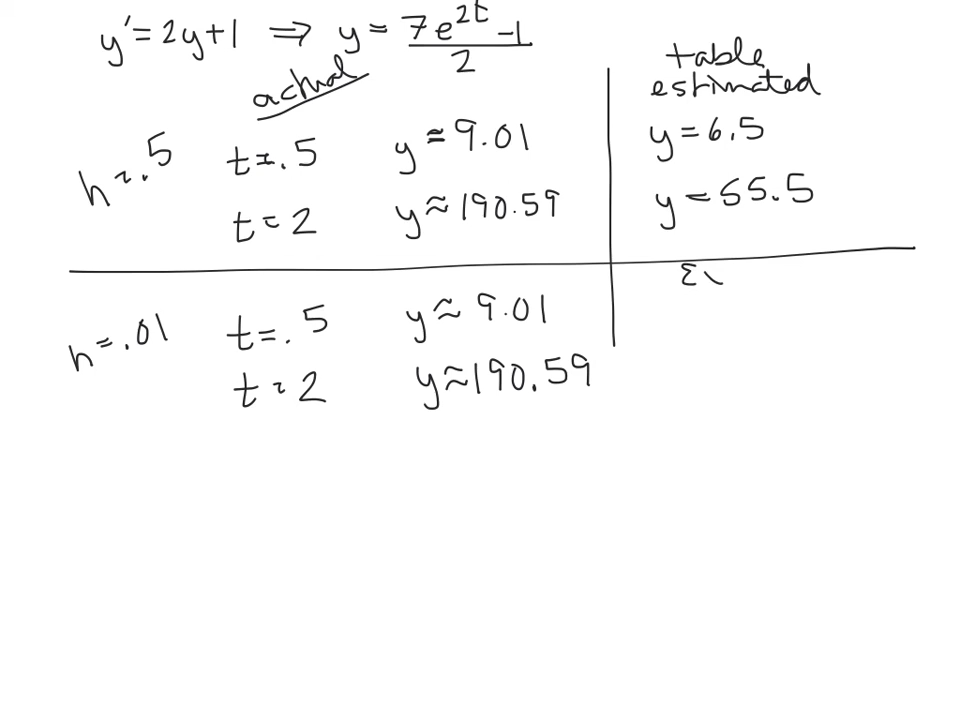 y' = 2y+1 ⇒ y = (7e^{2t} -1)/2
actual
table
estimated
h = .5 t = .5 y ≈ 9.01 y = 6.5
t = 2 y ≈ 190.59 y = 55.5
h = .01 t = .5 y ≈ 9.01
t = 2 y ≈ 190.59